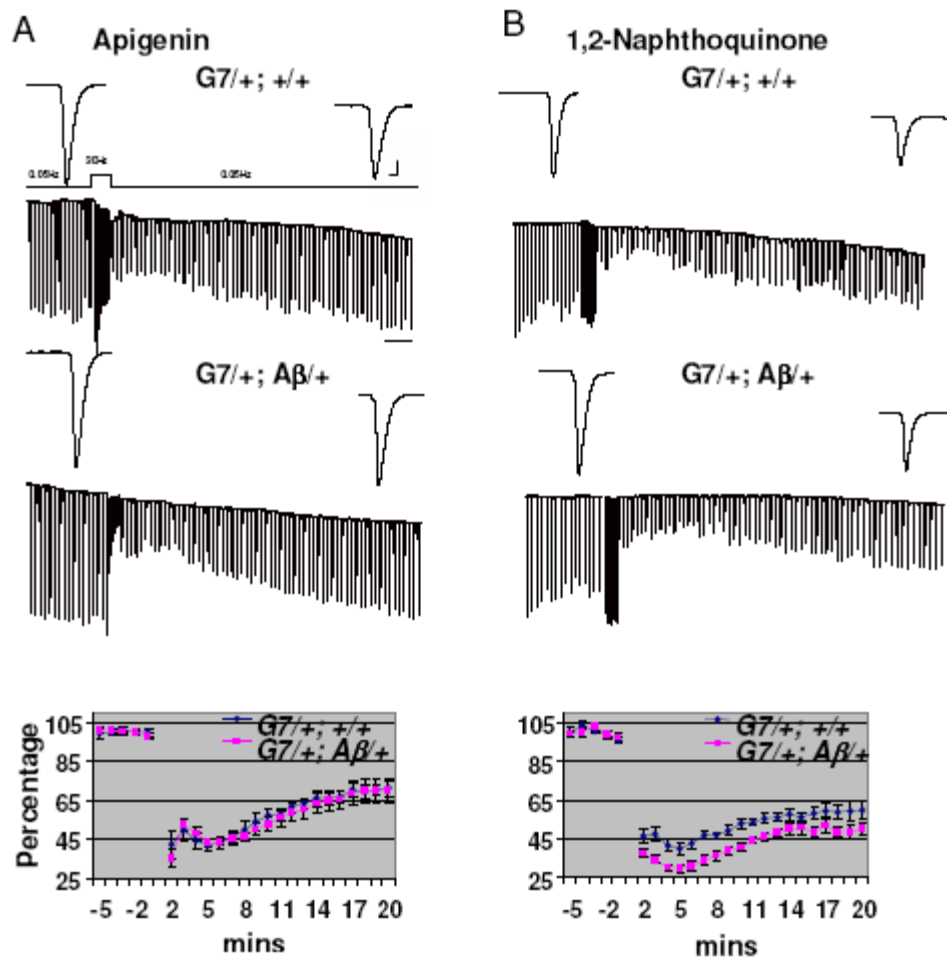 A
Apigenin
G7/+; +/+
0.05Hz
0.05Hz
G7/+; Aβ/+
105
85
65
45
25
Percentage
G7/+; +/+
G7/+; Aβ/+
-5 -2 2 5 8 11 14 17 20
mins
B
1,2-Naphthoquinone
G7/+; +/+
G7/+; Aβ/+
105
85
65
45
25
G7/+; +/+
G7/+; Aβ/+
-5 -2 2 5 8 11 14 17 20
mins